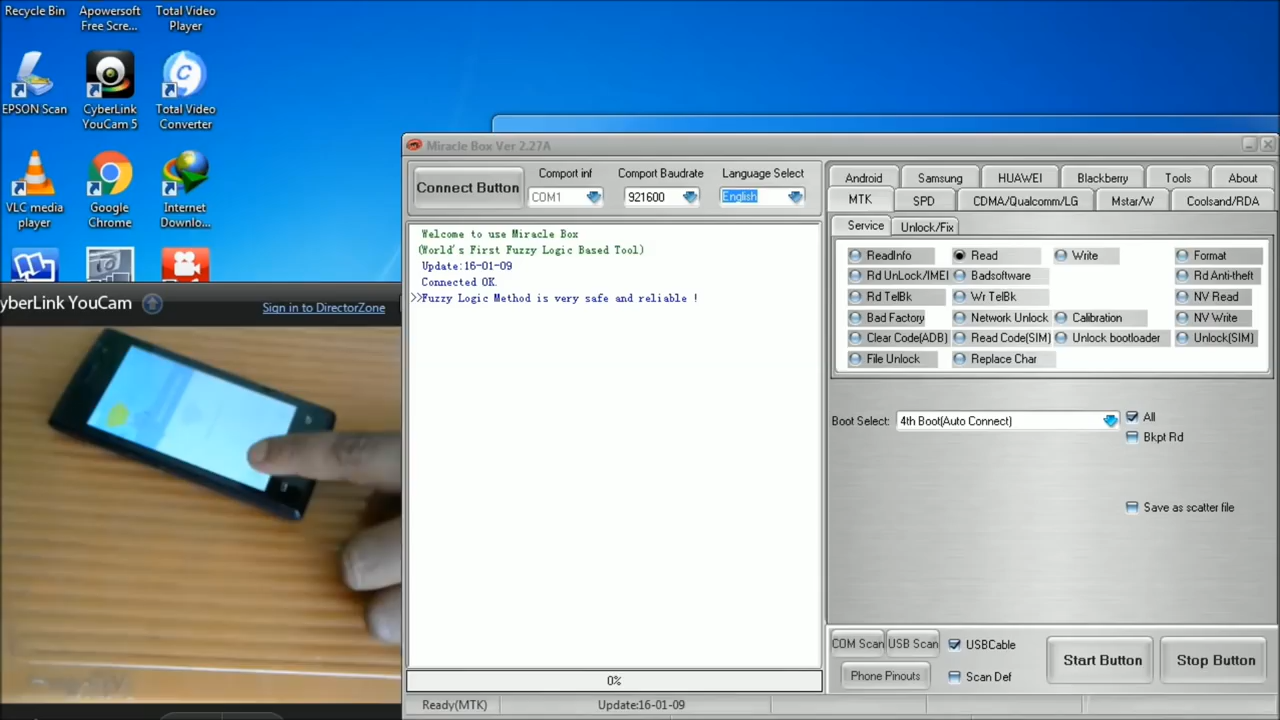 Recycle Bin
Apowersoft
Free Scre...
Total Video
Player
EPSON Scan
CyberLink
YouCam 5
Total Video
Converter
VLC media
player
Google
Chrome
Internet
Downlo...
yberLink YouCam
Sign in to DirectorZone
Miracle Box Ver 2.27A
Connect Button
Comport inf
Comport Baudrate
Language Select
COM1
921600
English
Welcome to use Miracle Box
(World's First Fuzzy Logic Based Tool)
Update:16-01-09
Connected OK.
>>Fuzzy Logic Method is very safe and reliable !
0%
Ready(MTK)
Update:16-01-09
Android
Samsung
HUAWEI
Blackberry
Tools
About
MTK
SPD
CDMA/Qualcomm/LG
Mstar/W
Coolsand/RDA
Service
Unlock/Fix
ReadInfo
Read
Write
Format
Rd UnLock/IMEI
Badsoftware
Rd Anti-theft
Rd TelBk
Wr TelBk
NV Read
Bad Factory
Network Unlock
Calibration
NV Write
Clear Code(ADB)
Read Code(SIM)
Unlock bootloader
Unlock(SIM)
File Unlock
Replace Char
Boot Select:
4th Boot(Auto Connect)
All
Bkpt Rd
Save as scatter file
COM Scan
USB Scan
USBCable
Start Button
Stop Button
Phone Pinouts
Scan Def